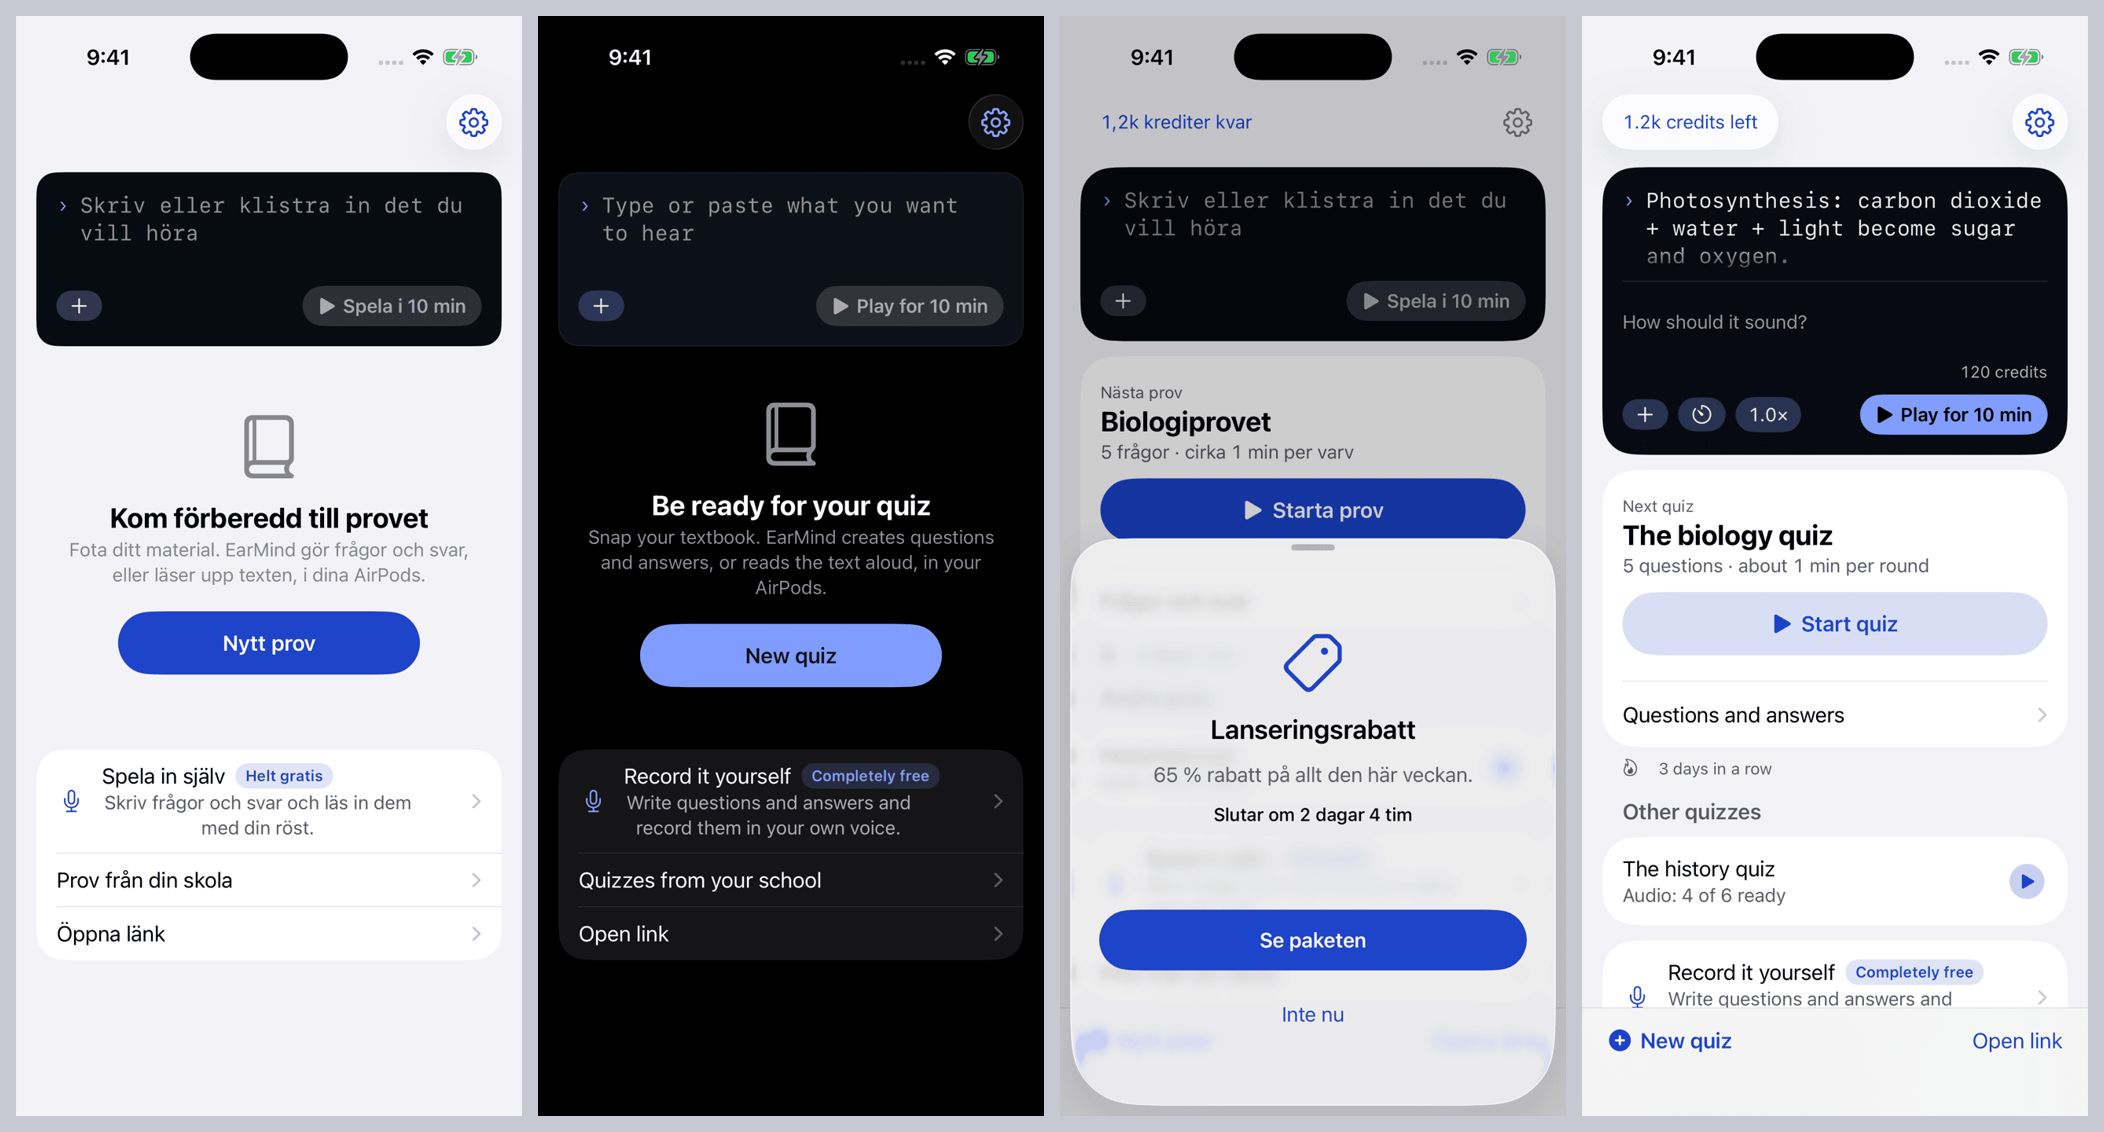 9:41
› Skriv eller klistra in det du
vill höra
+
Spela i 10 min
Kom förberedd till provet
Fota ditt material. EarMind gör frågor och svar,
eller läser upp texten, i dina AirPods.
Nytt prov
Spela in själv Helt gratis
Skriv frågor och svar och läs in dem
med din röst.
Prov från din skola
Öppna länk
9:41
› Type or paste what you want
to hear
+
Play for 10 min
Be ready for your quiz
Snap your textbook. EarMind creates questions
and answers, or reads the text aloud, in your
AirPods.
New quiz
Record it yourself Completely free
Write questions and answers and
record them in your own voice.
Quizzes from your school
Open link
9:41
1,2k krediter kvar
› Skriv eller klistra in det du
vill höra
+
Spela i 10 min
Nästa prov
Biologiprovet
5 frågor · cirka 1 min per varv
Starta prov
Lanseringsrabatt
65 % rabatt på allt den här veckan.
Slutar om 2 dagar 4 tim
Se paketen
Inte nu
9:41
1.2k credits left
› Photosynthesis: carbon dioxide
+ water + light become sugar
and oxygen.
How should it sound?
120 credits
+ 1.0×
Play for 10 min
Next quiz
The biology quiz
5 questions · about 1 min per round
Start quiz
Questions and answers
3 days in a row
Other quizzes
The history quiz
Audio: 4 of 6 ready
Record it yourself Completely free
Write questions and answers and
New quiz
Open link